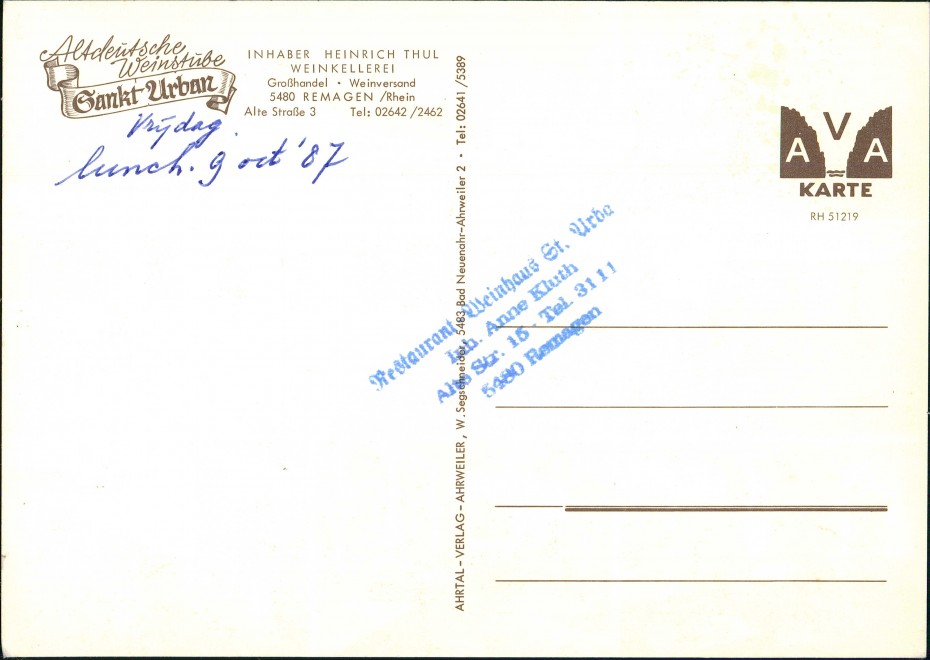 Altdeutsche
Weinstube
Sankt Urban
INHABER HEINRICH THUL
WEINKELLEREI
Großhandel • Weinversand
5480 REMAGEN /Rhein
Alte Straße 3 Tel: 02642 /2462
Vrydag.
lunch. 9 oct '87
AHRTAL – VERLAG – AHRWEILER, W. Segschneider, 5483 Bad Neuenahr-Ahrweiler 2 • Tel: 02641 /5389
Restaurant Weinhaus St. Urba
Inh. Anne Kluth
Alte Str. 15 - Tel. 3111
5480 Remagen
AVA
KARTE
RH 51219